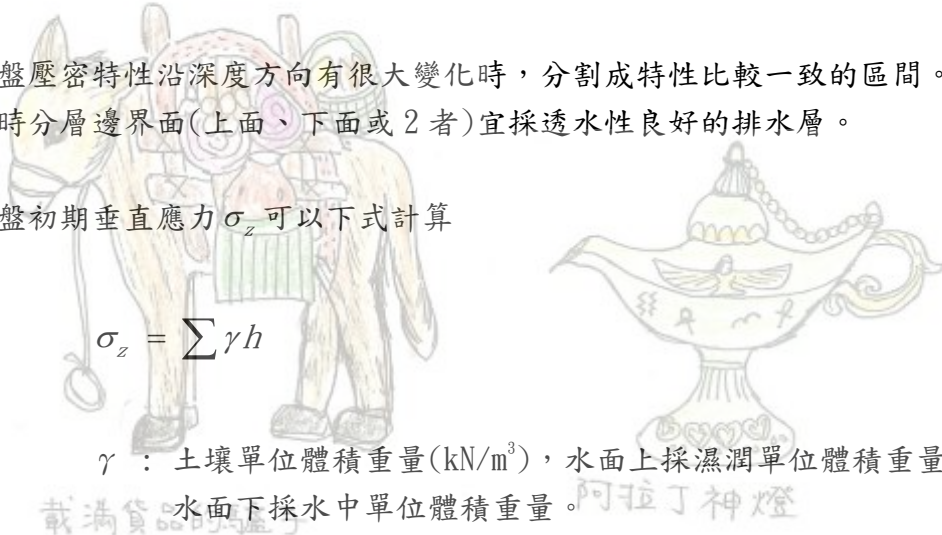 盤壓密特性沿深度方向有很大變化時，分割成特性比較一致的區間。
時分層邊界面(上面、下面或2者)宜採透水性良好的排水層。
盤初期垂直應力σ_z可以下式計算
σ_z = ∑γh
γ : 土壤單位體積重量(kN/m³)，水面上採濕潤單位體積重量
水面下採水中單位體積重量。
載滿貨品的驢子
阿拉丁神燈